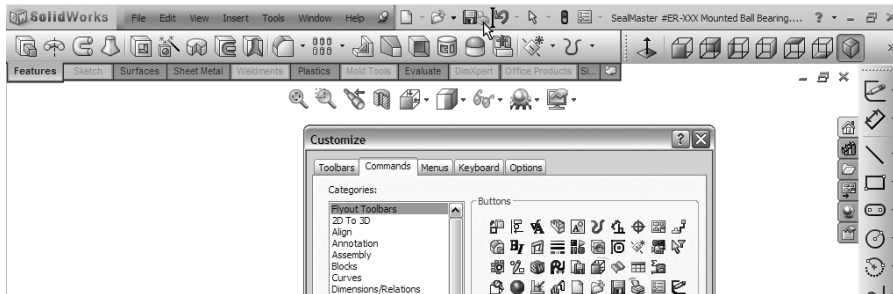 SolidWorks File Edit View Insert Tools Window Help SealMaster #ER-XXX Mounted Ball Bearing.... ?
Features Sketch Surfaces Sheet Metal Weldments Plastics Mold Tools Evaluate DimXpert Office Products Si...
Customize ? X
Toolbars Commands Menus Keyboard Options
Categories:
Buttons
Flyout Toolbars
2D To 3D
Align
Annotation
Assembly
Blocks
Curves
Dimensions/Relations